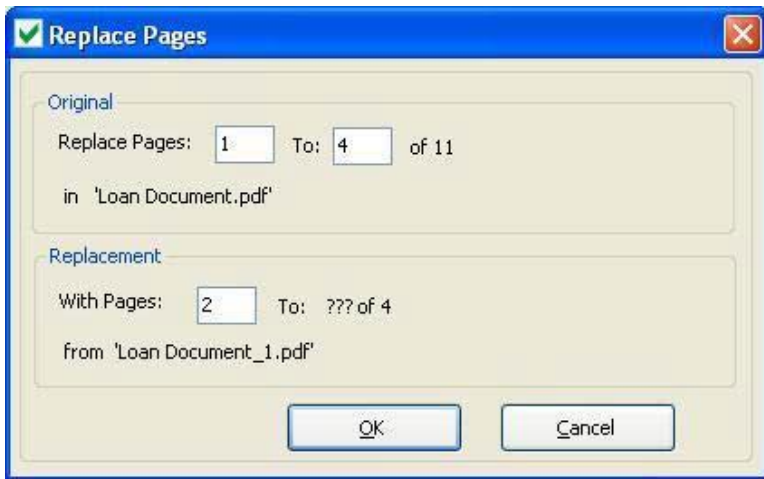 Replace Pages
Original
Replace Pages: 1 To: 4 of 11
in 'Loan Document.pdf'
Replacement
With Pages: 2 To: ??? of 4
from 'Loan Document_1.pdf'
OK Cancel